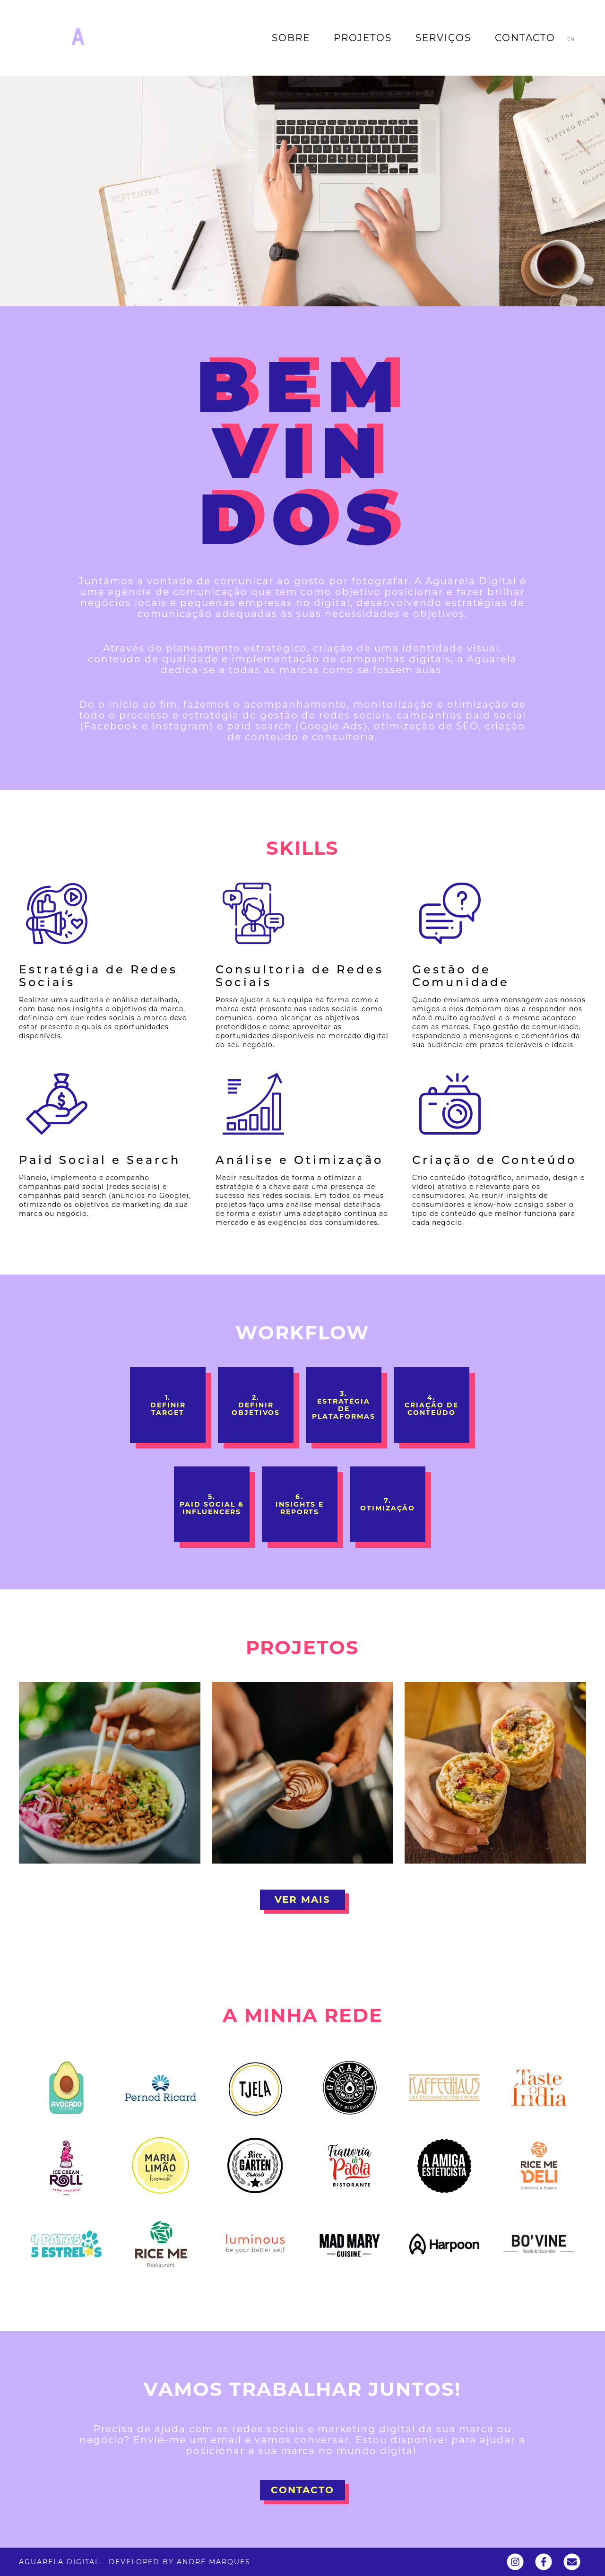 A
SOBRE
PROJETOS
SERVIÇOS
CONTACTO
EN
SEPTEMBER
The
TIPPING POINT
BEM
VIN
DOS
Juntámos a vontade de comunicar ao gosto por fotografar. A Aguarela Digital é
uma agência de comunicação que tem como objetivo posicionar e fazer brilhar
negócios locais e pequenas empresas no digital, desenvolvendo estratégias de
comunicação adequadas às suas necessidades e objetivos.
Através do planeamento estratégico, criação de uma identidade visual,
conteúdo de qualidade e implementação de campanhas digitais, a Aguarela
dedica-se a todas as marcas como se fossem suas.
Do o início ao fim, fazemos o acompanhamento, monitorização e otimização de
todo o processo e estratégia de gestão de redes sociais, campanhas paid social
(Facebook e Instagram) e paid search (Google Ads), otimização de SEO, criação
de conteúdo e consultoria.
SKILLS
Estratégia de Redes
Sociais
Realizar uma auditoria e análise detalhada,
com base nos insights e objetivos da marca,
definindo em que redes sociais a marca deve
estar presente e quais as oportunidades
disponíveis.
Consultoria de Redes
Sociais
Posso ajudar a sua equipa na forma como a
marca está presente nas redes sociais, como
comunica, como alcançar os objetivos
pretendidos e como aproveitar as
oportunidades disponíveis no mercado digital
do seu negócio.
Gestão de
Comunidade
Quando enviamos uma mensagem aos nossos
amigos e eles demoram dias a responder-nos
não é muito agradável e o mesmo acontece
com as marcas. Faço gestão de comunidade,
respondendo a mensagens e comentários da
sua audiência em prazos toleráveis e ideais.
Paid Social e Search
Planeio, implemento e acompanho
campanhas paid social (redes sociais) e
campanhas paid search (anúncios no Google),
otimizando os objetivos de marketing da sua
marca ou negócio.
Análise e Otimização
Medir resultados de forma a otimizar a
estratégia é a chave para uma presença de
sucesso nas redes sociais. Em todos os meus
projetos faço uma análise mensal detalhada
de forma a existir uma adaptação contínua ao
mercado e às exigências dos consumidores.
Criação de Conteúdo
Crio conteúdo (fotográfico, animado, design e
vídeo) atrativo e relevante para os
consumidores. Ao reunir insights de
consumidores e know-how consigo saber o
tipo de conteúdo que melhor funciona para
cada negócio.
WORKFLOW
1.
DEFINIR
TARGET
2.
DEFINIR
OBJETIVOS
3.
ESTRATÉGIA
DE
PLATAFORMAS
4.
CRIAÇÃO DE
CONTEÚDO
5.
PAID SOCIAL &
INFLUENCERS
6.
INSIGHTS E
REPORTS
7.
OTIMIZAÇÃO
PROJETOS
VER MAIS
A MINHA REDE
AVOCADO
Pernod Ricard
TJELA
GUACAMOLE
GOURMET MEXICAN GRILL
KAFFEEHAUS
Taste
OF
India
ICE CREAM
ROLL
MARIA
LIMÃO
limonada
Bier
GARTEN
Cascais
Trattoria
da Paola
RISTORANTE
A AMIGA
ESTETICISTA
RICE ME
DELI
Cafeteria & Bakery
4 PATAS
5 ESTRELAS
RICE ME
Restaurant
luminous
be your better self
MAD MARY
CUISINE
Harpoon
BO'VINE
Steak & Wine Bar
VAMOS TRABALHAR JUNTOS!
Precisa de ajuda com as redes sociais e marketing digital da sua marca ou
negócio? Envie-me um email e vamos conversar. Estou disponível para ajudar a
posicionar a sua marca no mundo digital.
CONTACTO
AGUARELA DIGITAL - DEVELOPED BY ANDRÉ MARQUES